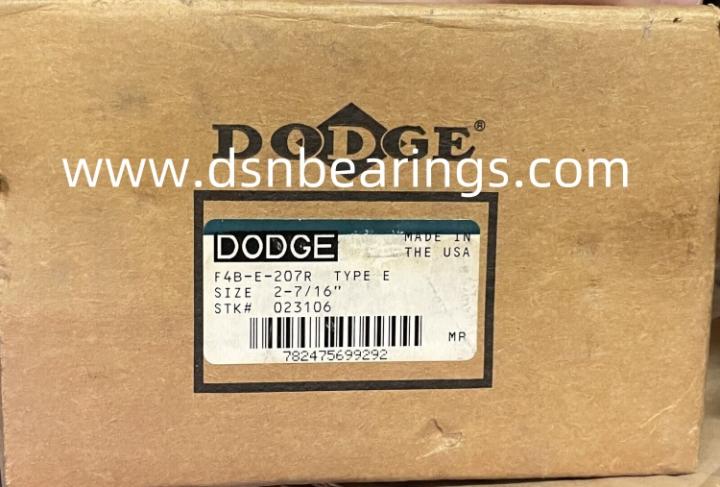 DODGE®
www.dsnbearings.com
DODGE
MADE IN
THE USA
F4B-E-207R TYPE E
SIZE 2-7/16"
STK# 023106
MR
782475699292